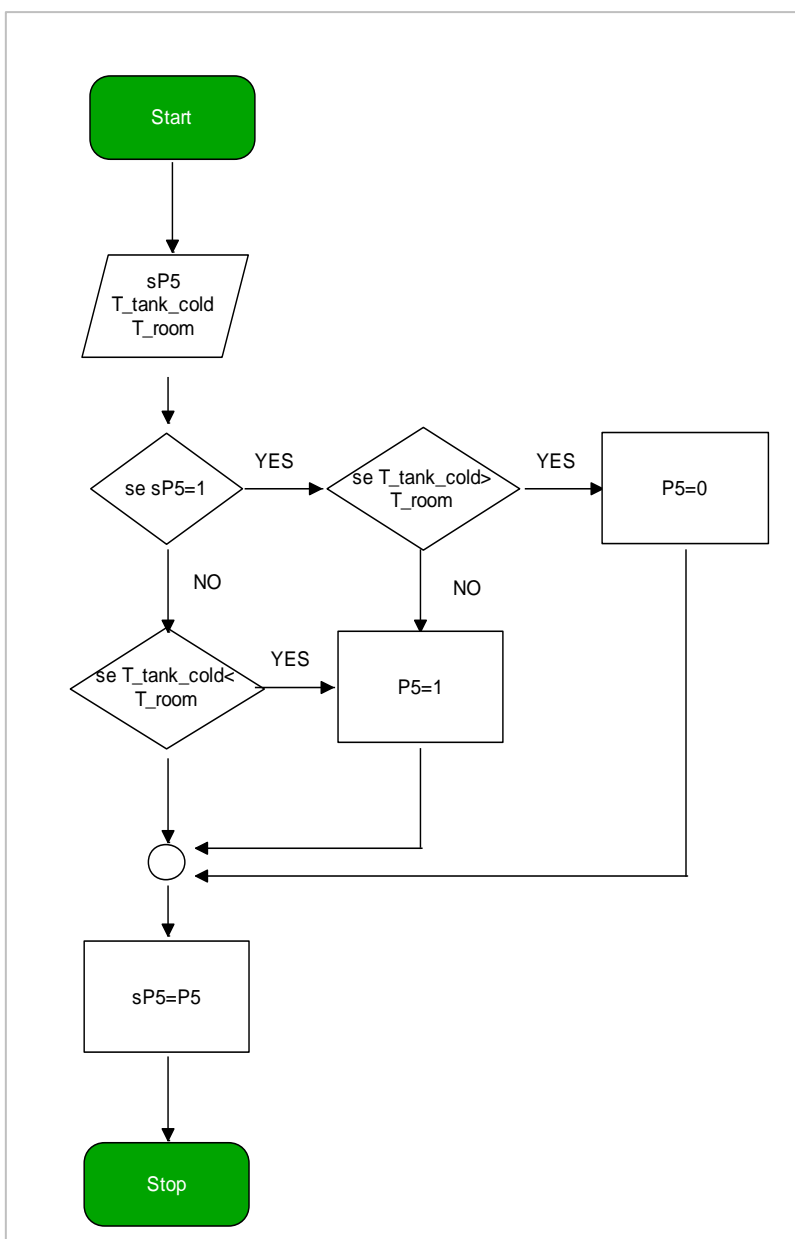 Start
sP5
T_tank_cold
T_room
se sP5=1
YES
se T_tank_cold>
T_room
YES
P5=0
NO
NO
se T_tank_cold<
T_room
YES
P5=1
sP5=P5
Stop